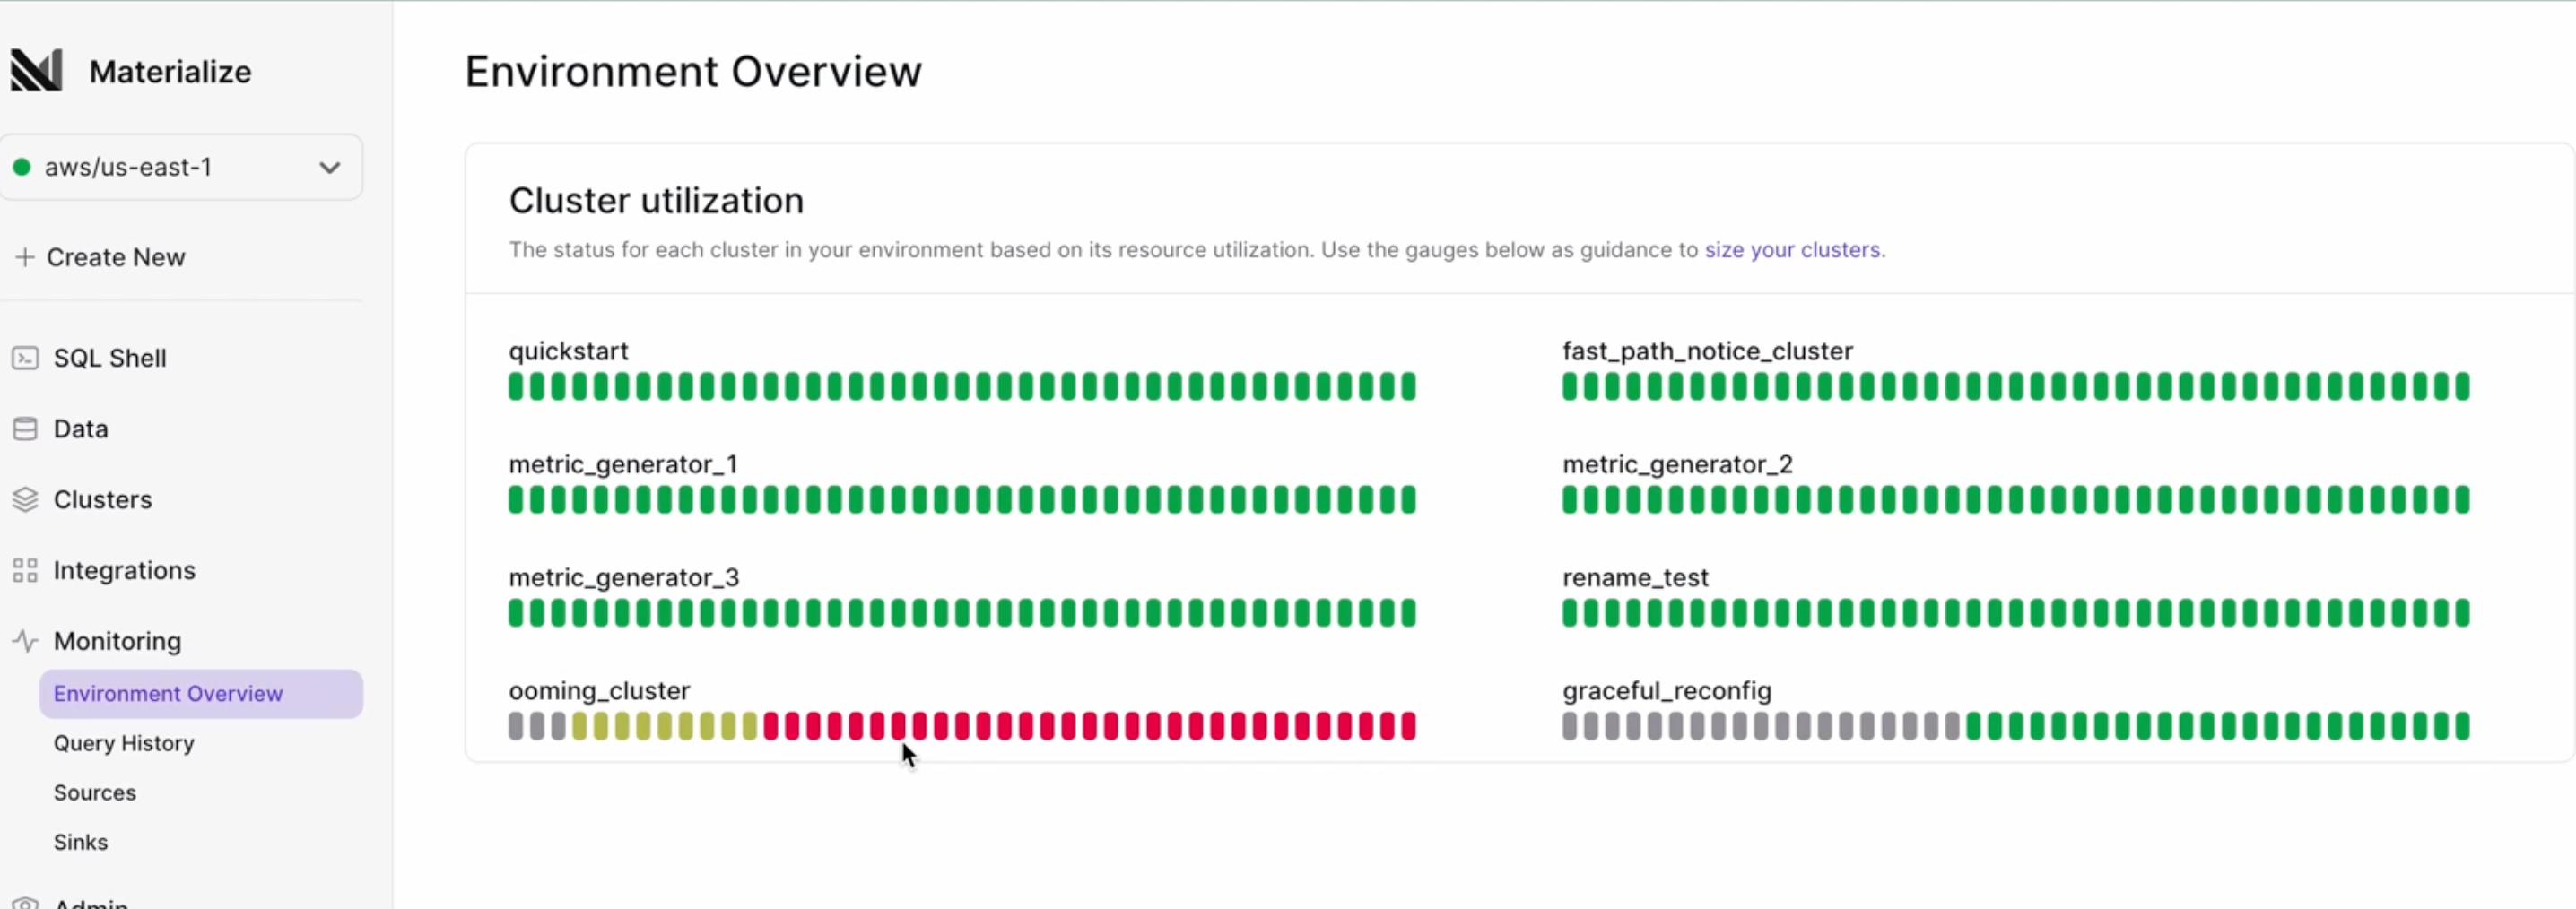 Materialize
aws/us-east-1
Create New
SQL Shell
Data
Clusters
Integrations
Monitoring
Environment Overview
Query History
Sources
Sinks
Admin
Environment Overview
Cluster utilization
The status for each cluster in your environment based on its resource utilization. Use the gauges below as guidance to size your clusters.
quickstart
fast_path_notice_cluster
metric_generator_1
metric_generator_2
metric_generator_3
rename_test
ooming_cluster
graceful_reconfig